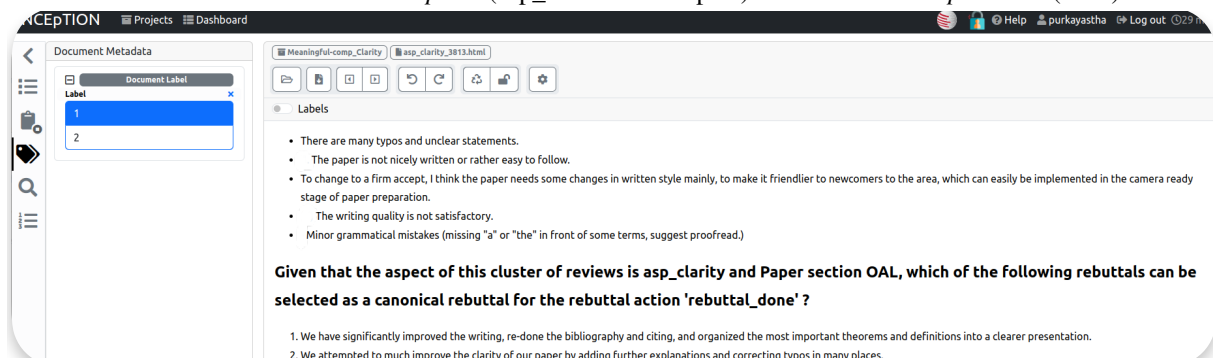 NCEpTION Projects Dashboard Help purkayastha Log out 29
Document Metadata
Meaningful-comp_Clarity asp_clarity_3813.html
Document Label
Label
1
2
Labels
• There are many typos and unclear statements.
• The paper is not nicely written or rather easy to follow.
• To change to a firm accept, I think the paper needs some changes in written style mainly, to make it friendlier to newcomers to the area, which can easily be implemented in the camera ready
stage of paper preparation.
• The writing quality is not satisfactory.
• Minor grammatical mistakes (missing "a" or "the" in front of some terms, suggest proofread.)
Given that the aspect of this cluster of reviews is asp_clarity and Paper section OAL, which of the following rebuttals can be
selected as a canonical rebuttal for the rebuttal action 'rebuttal_done' ?
1. We have significantly improved the writing, re-done the bibliography and citing, and organized the most important theorems and definitions into a clearer presentation.
2. We attempted to much improve the clarity of our paper by adding further explanations and correcting typos in many places.